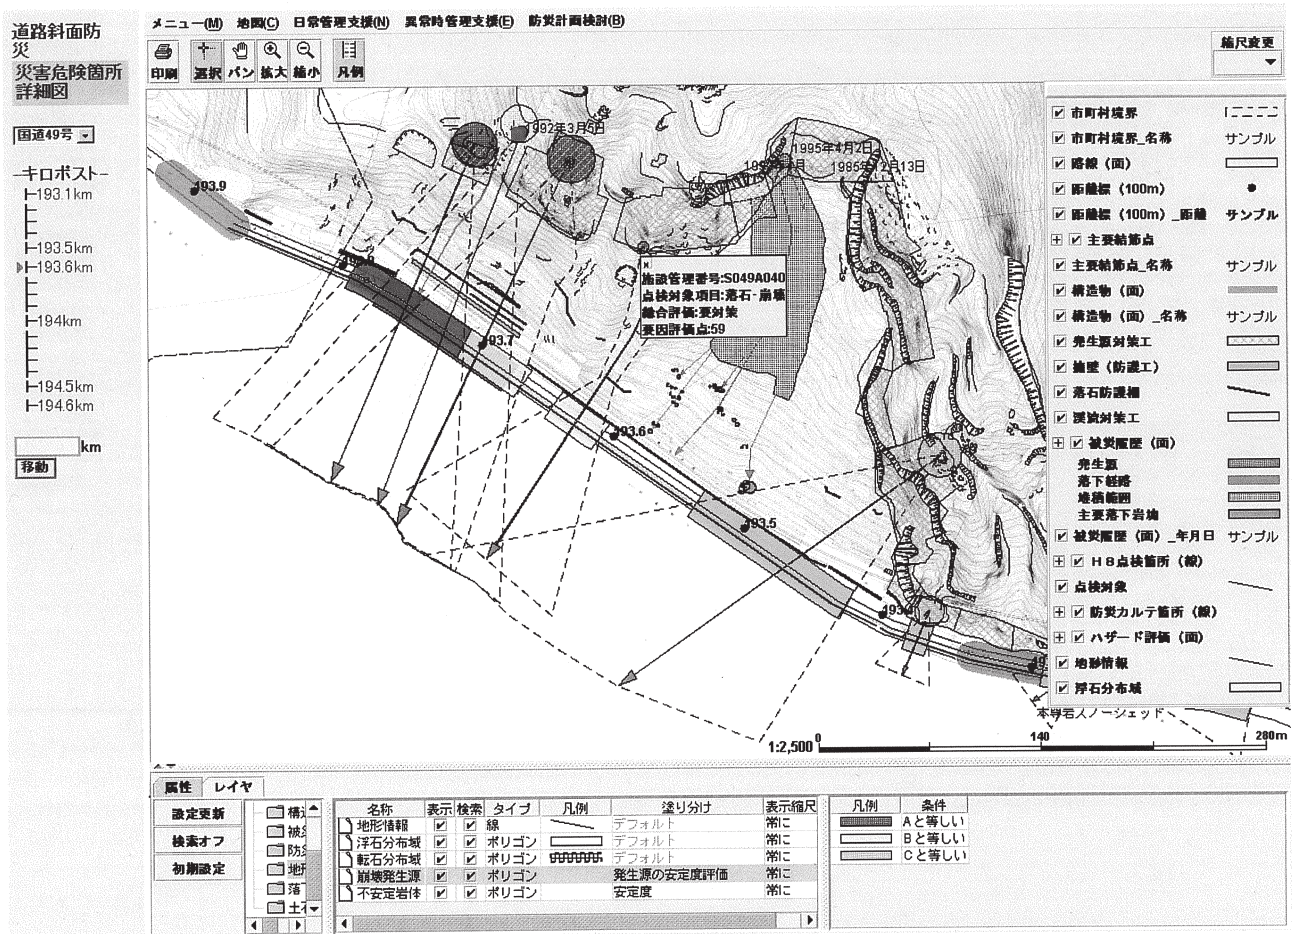 道路斜面防
災
災害危険箇所
詳細図
国道49号
キロポスト
193.1km
193.5km
193.6km
194km
194.5km
194.6km
km
移動
メニュー(M) 地図(C) 日常管理支援(N) 異常時管理支援(E) 防災計画検討(B)
印刷 選択 パン 拡大 縮小 凡例
縮尺変更
1992年3月5日
1995年4月2日
193.9
193.7
193.6
193.5
×
施設管理番号:S049A040
点検対象項目:落石・崩壊
総合評価:要対策
要因評価点:59
本尊岩スノーシェッド
1:2,500 0 140 280m
市町村境界
市町村境界_名称 サンプル
路線（面）
距離標（100m）
距離標（100m）_距離 サンプル
主要結節点
主要結節点_名称 サンプル
構造物（面）
構造物（面）_名称 サンプル
発生源対策工
擁壁（防護工）
落石防護柵
渓流対策工
被災履歴（面）
発生源
落下経路
堆積範囲
主要落下岩塊
被災履歴（面）_年月日 サンプル
H8点検箇所（線）
点検対象
防災カルテ箇所（線）
ハザード評価（面）
地形情報
浮石分布域
属性 レイヤ
設定更新
検索オフ
初期設定
構造
被災
防災
地形
落
土石
名称 表示 検索 タイプ 凡例 塗り分け 表示縮尺
地形情報 線 デフォルト 常に
浮石分布域 ポリゴン デフォルト 常に
転石分布域 ポリゴン デフォルト 常に
崩壊発生源 ポリゴン 発生源の安定度評価 常に
不安定岩体 ポリゴン 安定度 常に
凡例 条件
Aと等しい
Bと等しい
Cと等しい